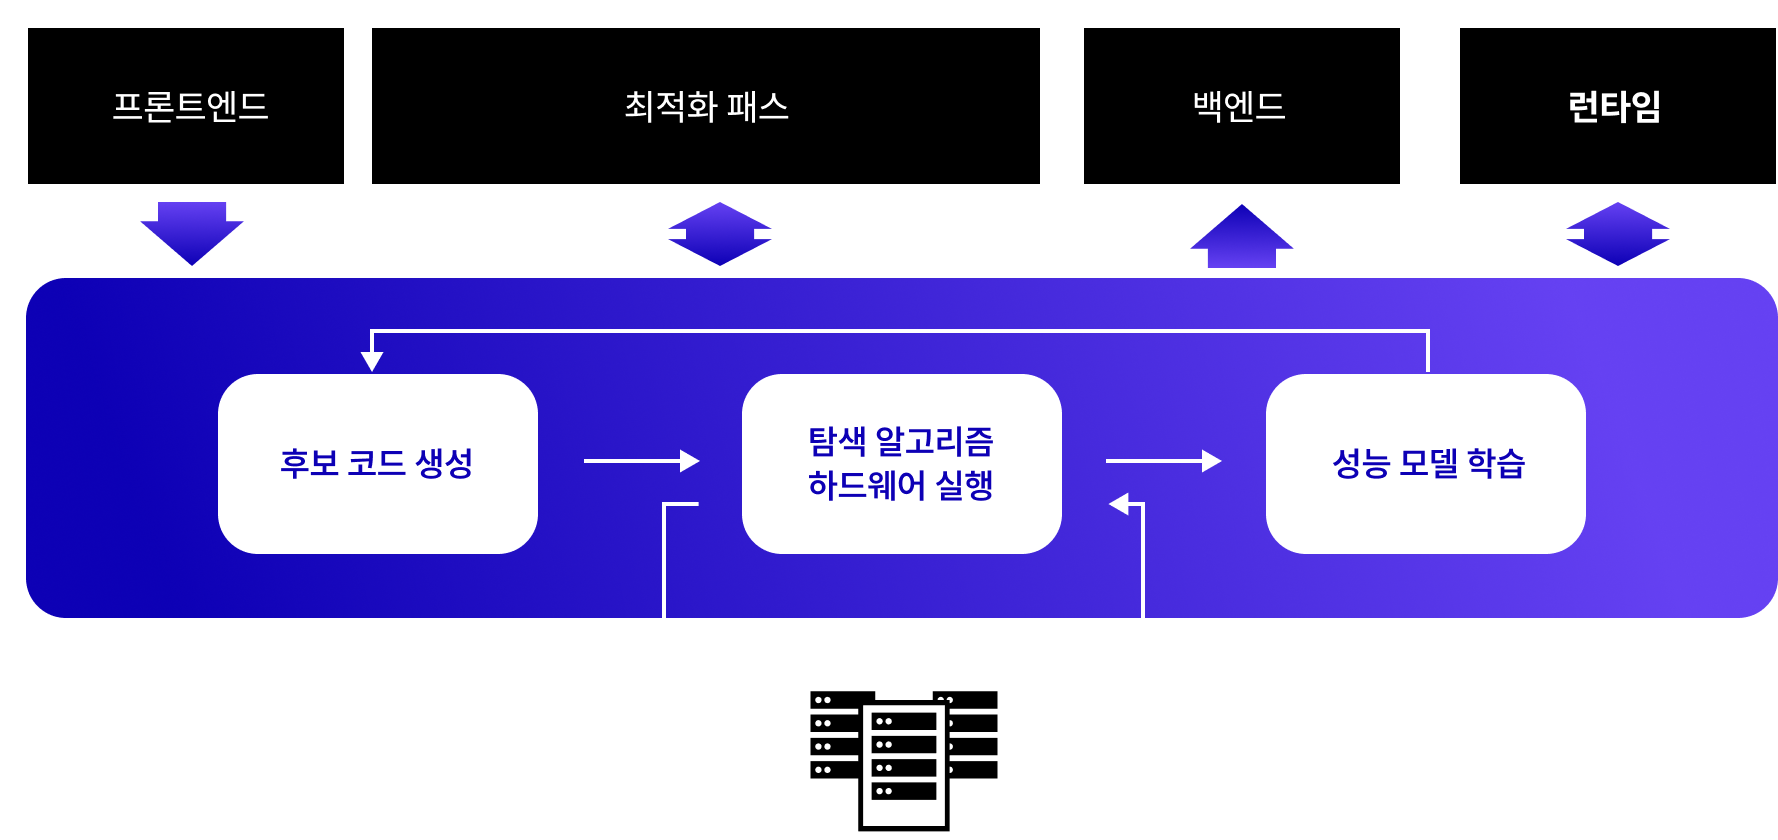 프론트엔드
최적화 패스
백엔드
런타임
후보 코드 생성
탐색 알고리즘
하드웨어 실행
성능 모델 학습